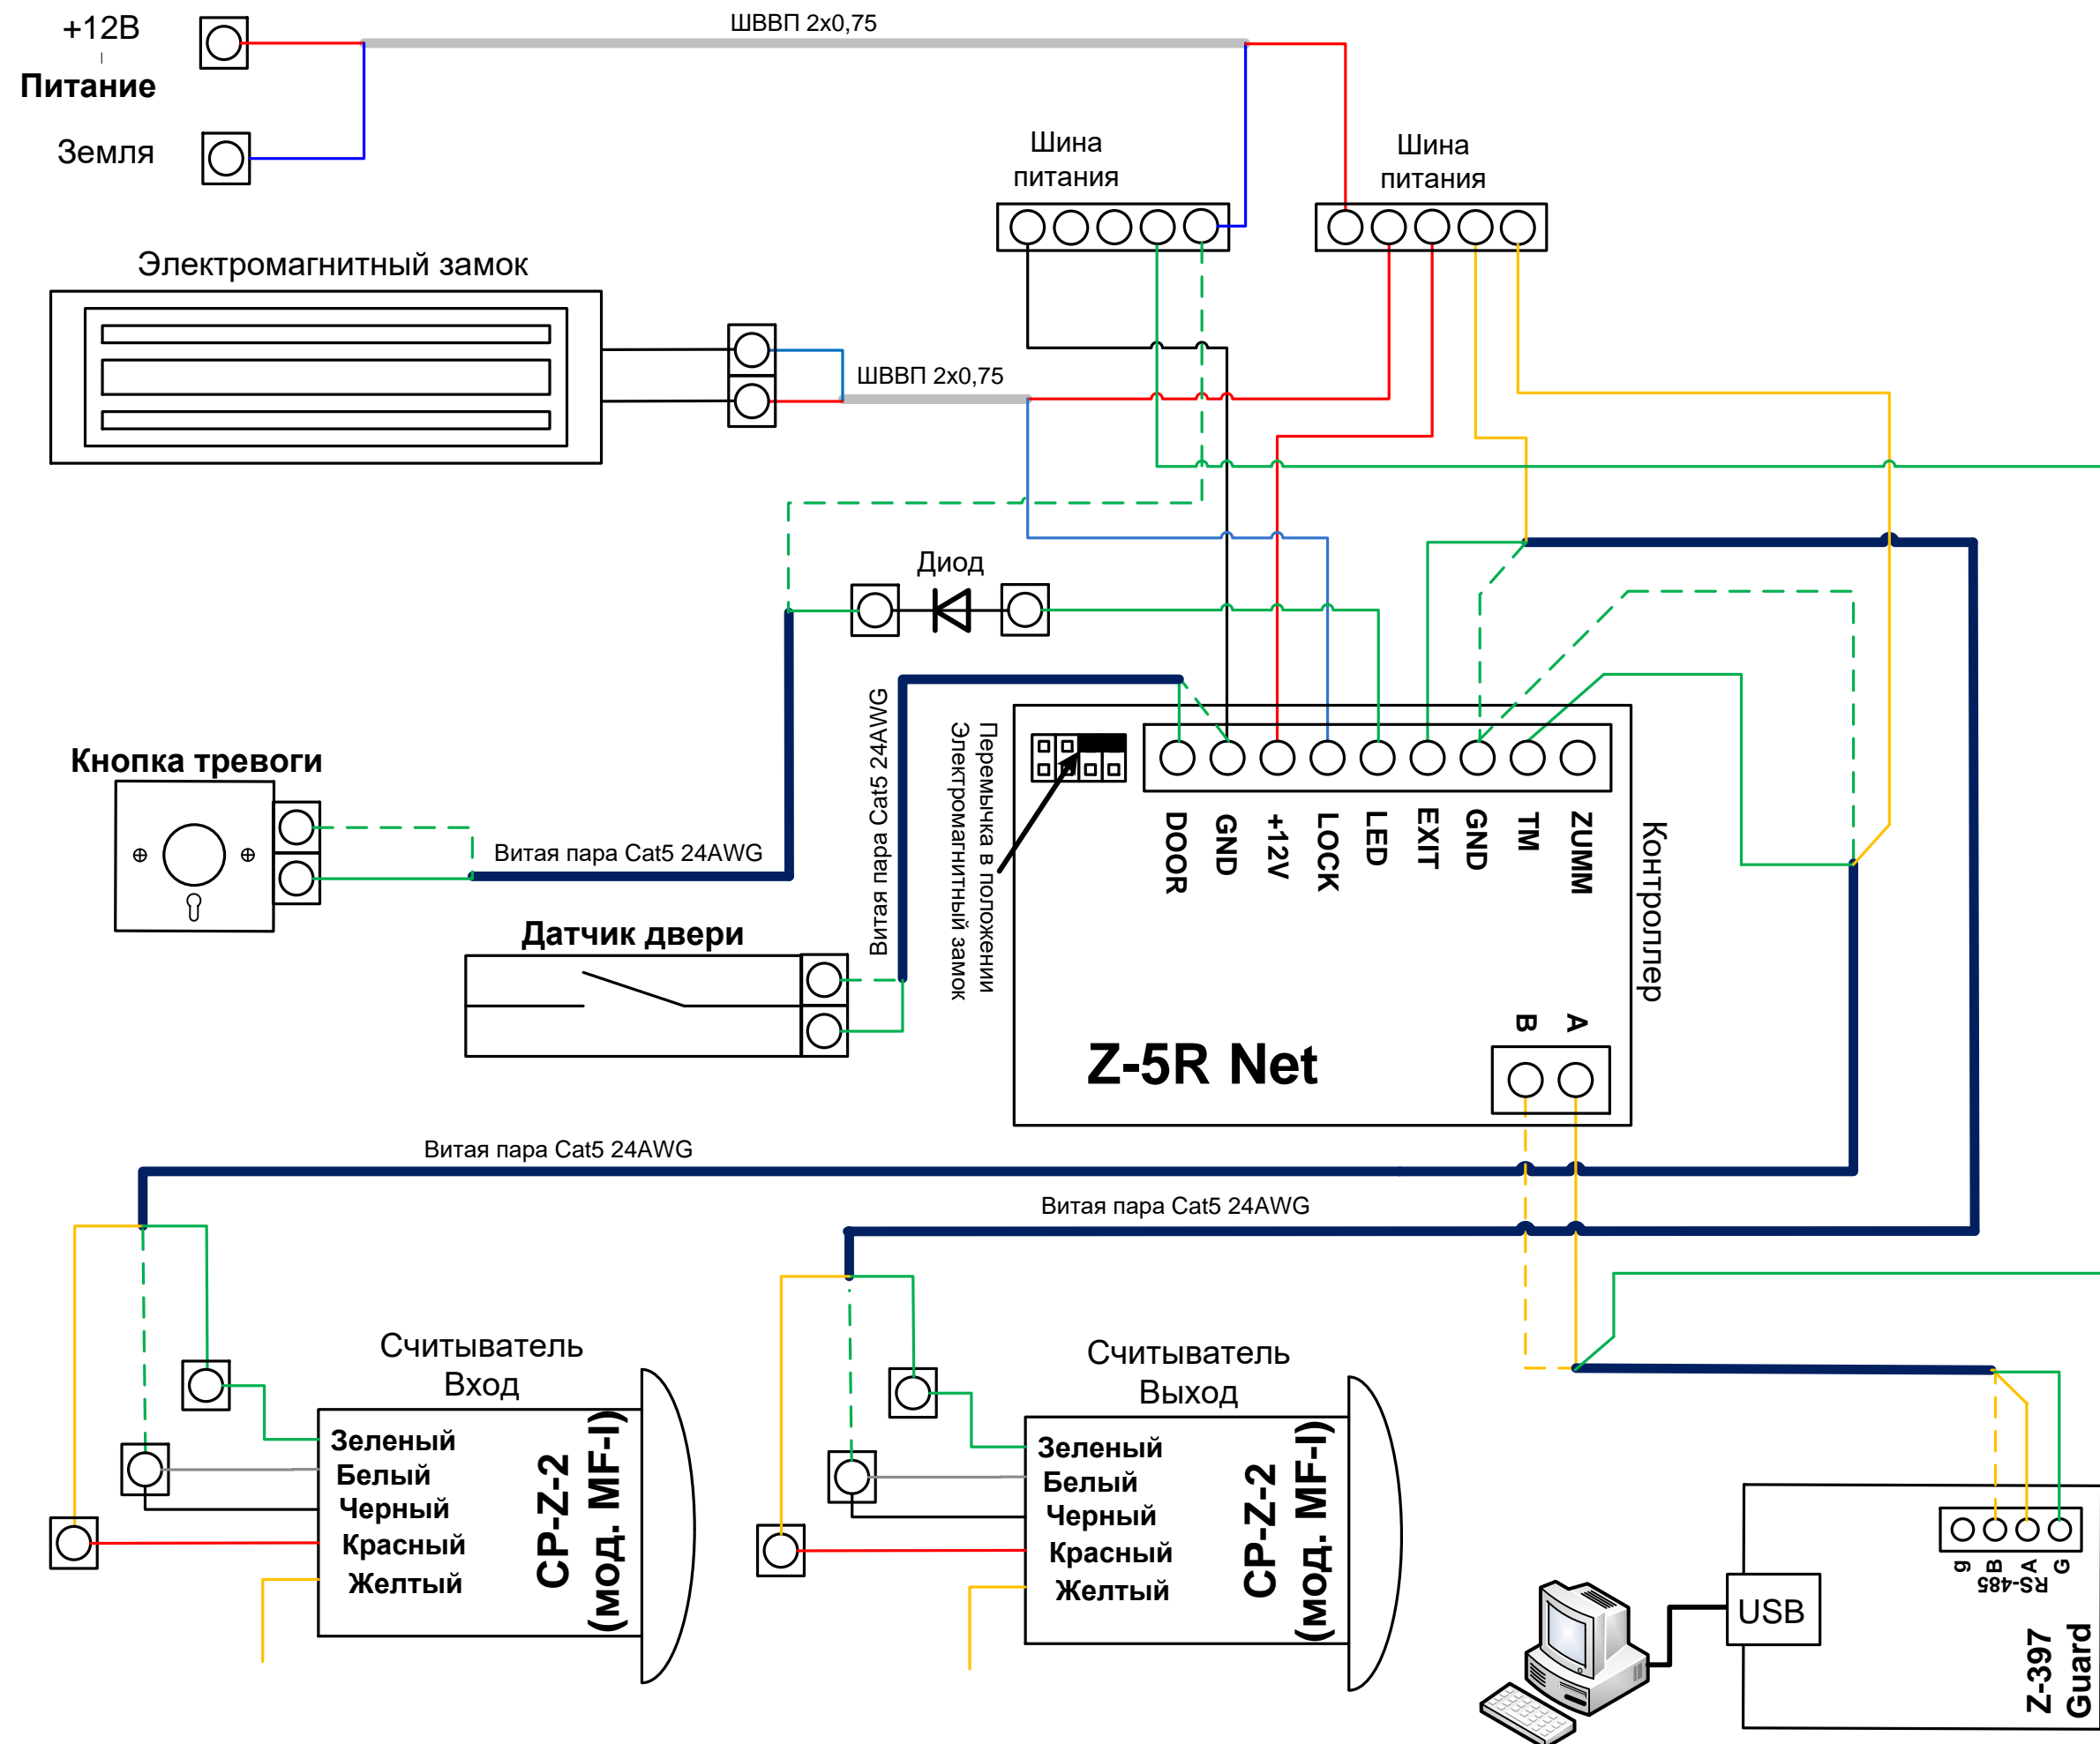 +12В
Питание
Земля
ШВВП 2х0,75
Шина
питания
Шина
питания
Электромагнитный замок
ШВВП 2х0,75
Диод
Кнопка тревоги
Витая пара Cat5 24AWG
Витая пара Cat5 24AWG
Датчик двери
Перемычка в положении
Электромагнитный замок
DOOR
GND
+12V
LOCK
LED
EXIT
GND
TM
ZUMM
Контроллер
B
A
Z-5R Net
Витая пара Cat5 24AWG
Витая пара Cat5 24AWG
Считыватель
Вход
Зеленый
Белый
Черный
Красный
Желтый
CP-Z-2
(мод. MF-I)
Считыватель
Выход
Зеленый
Белый
Черный
Красный
Желтый
CP-Z-2
(мод. MF-I)
g
B
A
G
RS-485
USB
Z-397
Guard